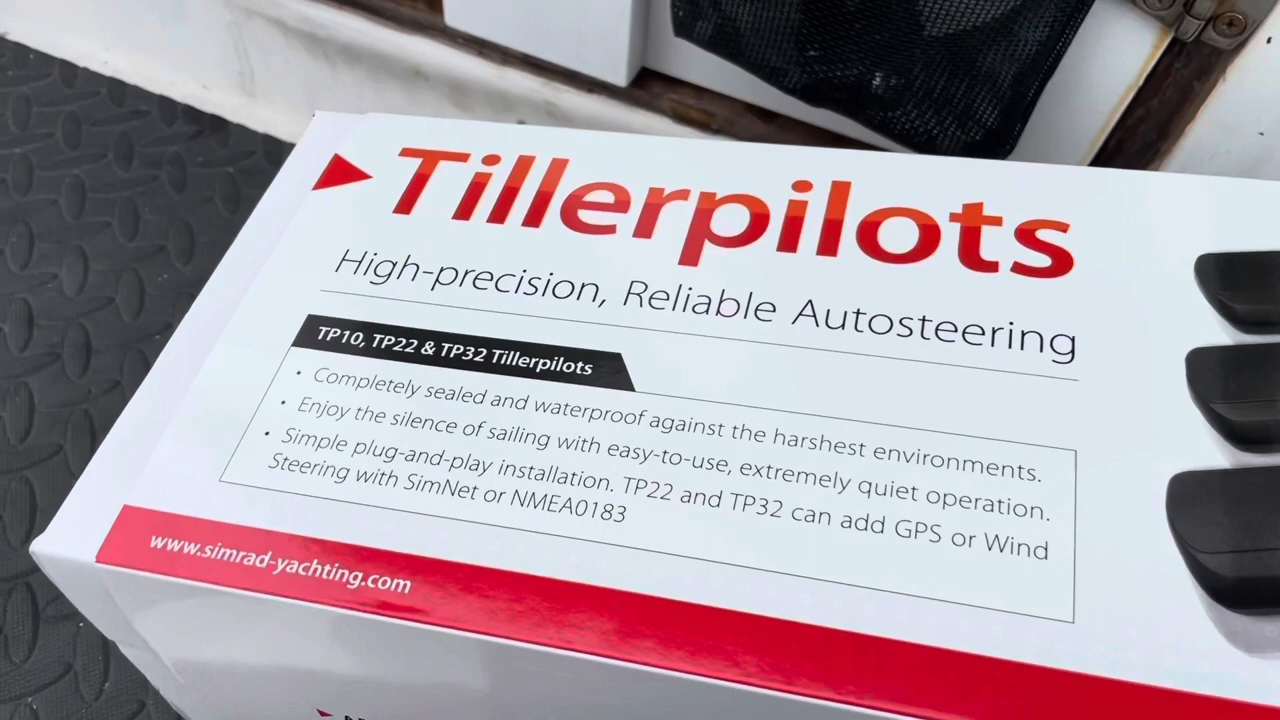 Tillerpilots
High-precision, Reliable Autosteering
TP10, TP22 & TP32 Tillerpilots
• Completely sealed and waterproof against the harshest environments.
• Enjoy the silence of sailing with easy-to-use, extremely quiet operation.
• Simple plug-and-play installation. TP22 and TP32 can add GPS or Wind
Steering with SimNet or NMEA0183
www.simrad-yachting.com